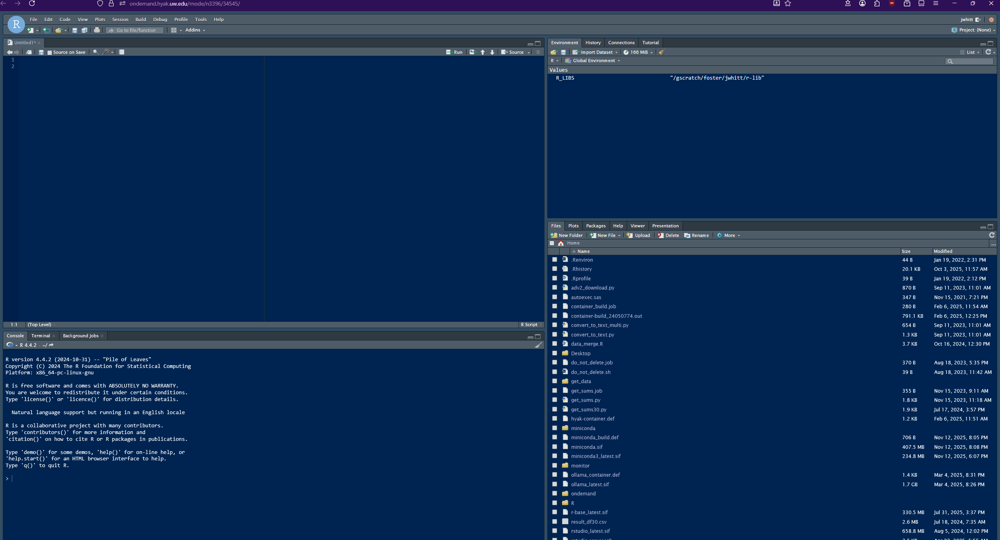 ondemand.hyak.uw.edu/rnode/n3396/34545/
File Edit Code View Plots Session Build Debug Profile Tools Help
jwhitt
Go to file/function
Addins
Project: (None)
Untitled1*
Source on Save
Run
Source
1
2
1:1
(Top Level)
R Script
Console Terminal Background Jobs
R 4.4.2 · ~/
R version 4.4.2 (2024-10-31) -- "Pile of Leaves"
Copyright (C) 2024 The R Foundation for Statistical Computing
Platform: x86_64-pc-linux-gnu
R is free software and comes with ABSOLUTELY NO WARRANTY.
You are welcome to redistribute it under certain conditions.
Type 'license()' or 'licence()' for distribution details.
Natural language support but running in an English locale
R is a collaborative project with many contributors.
Type 'contributors()' for more information and
'citation()' on how to cite R or R packages in publications.
Type 'demo()' for some demos, 'help()' for on-line help, or
'help.start()' for an HTML browser interface to help.
Type 'q()' to quit R.
>
Environment History Connections Tutorial
Import Dataset 166 MiB List
R Global Environment
Values
R_LIBS "/gscratch/foster/jwhitt/r-lib"
Files Plots Packages Help Viewer Presentation
New Folder New File Upload Delete Rename More
Home
...
Name Size Modified
.Renviron 44 B Jan 19, 2022, 2:31 PM
.Rhistory 20.1 KB Oct 3, 2025, 11:57 AM
.Rprofile 39 B Jan 19, 2022, 2:12 PM
adv2_download.py 870 B Sep 11, 2023, 11:01 AM
autoexec.sas 347 B Nov 15, 2021, 7:21 PM
container_build.job 280 B Feb 6, 2025, 11:54 AM
container-build_24050774.out 791.1 KB Feb 6, 2025, 12:25 PM
convert_to_text_multi.py 654 B Sep 11, 2023, 11:01 AM
convert_to_text.py 1.3 KB Sep 11, 2023, 11:01 AM
data_merge.R 3.7 KB Oct 16, 2024, 12:30 PM
Desktop
do_not_delete.job 370 B Aug 18, 2023, 5:35 PM
do_not_delete.sh 39 B Aug 18, 2023, 11:42 AM
get_data
get_sums.job 355 B Nov 15, 2023, 9:11 AM
get_sums.py 1.8 KB Nov 15, 2023, 11:18 AM
get_sums30.py 1.9 KB Jul 17, 2024, 3:57 PM
hyak-container.def 1.2 KB Feb 6, 2025, 11:51 AM
miniconda
miniconda_build.def 706 B Nov 12, 2025, 8:05 PM
miniconda.sif 407.5 MB Nov 12, 2025, 8:08 PM
miniconda3_latest.sif 234.8 MB Nov 12, 2025, 6:07 PM
monitor
ollama_container.def 1.4 KB Mar 4, 2025, 8:31 PM
ollama_latest.sif 1.7 GB Mar 4, 2025, 8:26 PM
ondemand
R
r-base_latest.sif 330.5 MB Jul 31, 2025, 3:37 PM
result_df30.csv 2.6 MB Jul 18, 2024, 7:35 AM
rstudio_latest.sif 658.8 MB Aug 5, 2024, 12:02 PM